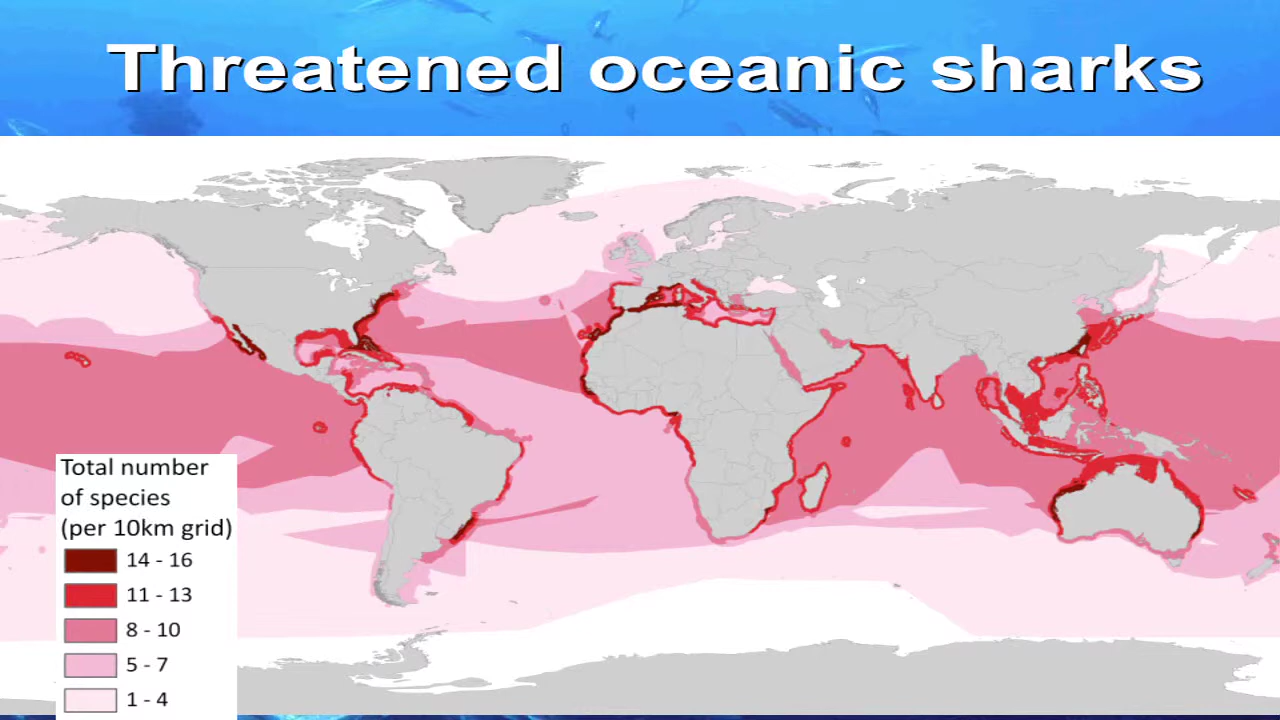 Threatened oceanic sharks
Total number
of species
(per 10km grid)
14 - 16
11 - 13
8 - 10
5 - 7
1 - 4